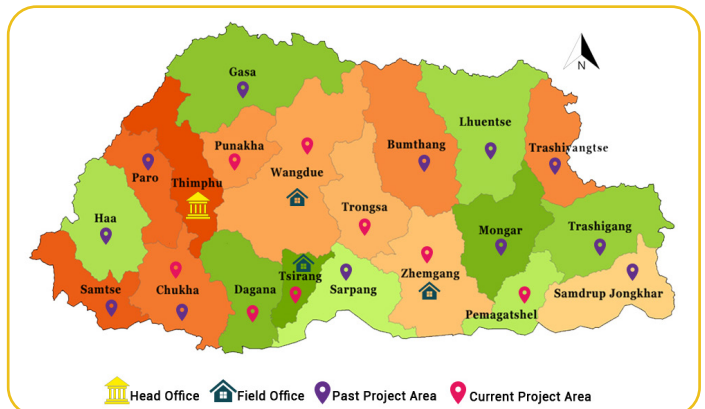 N
Gasa
Lhuentse
Punakha
Bumthang
Trashiyangtse
Paro
Thimphu
Wangdue
Trongsa
Haa
Mongar
Trashigang
Zhemgang
Samtse
Chukha
Dagana
Tsirang
Sarpang
Samdrup Jongkhar
Pemagatshel
Head Office Field Office Past Project Area Current Project Area